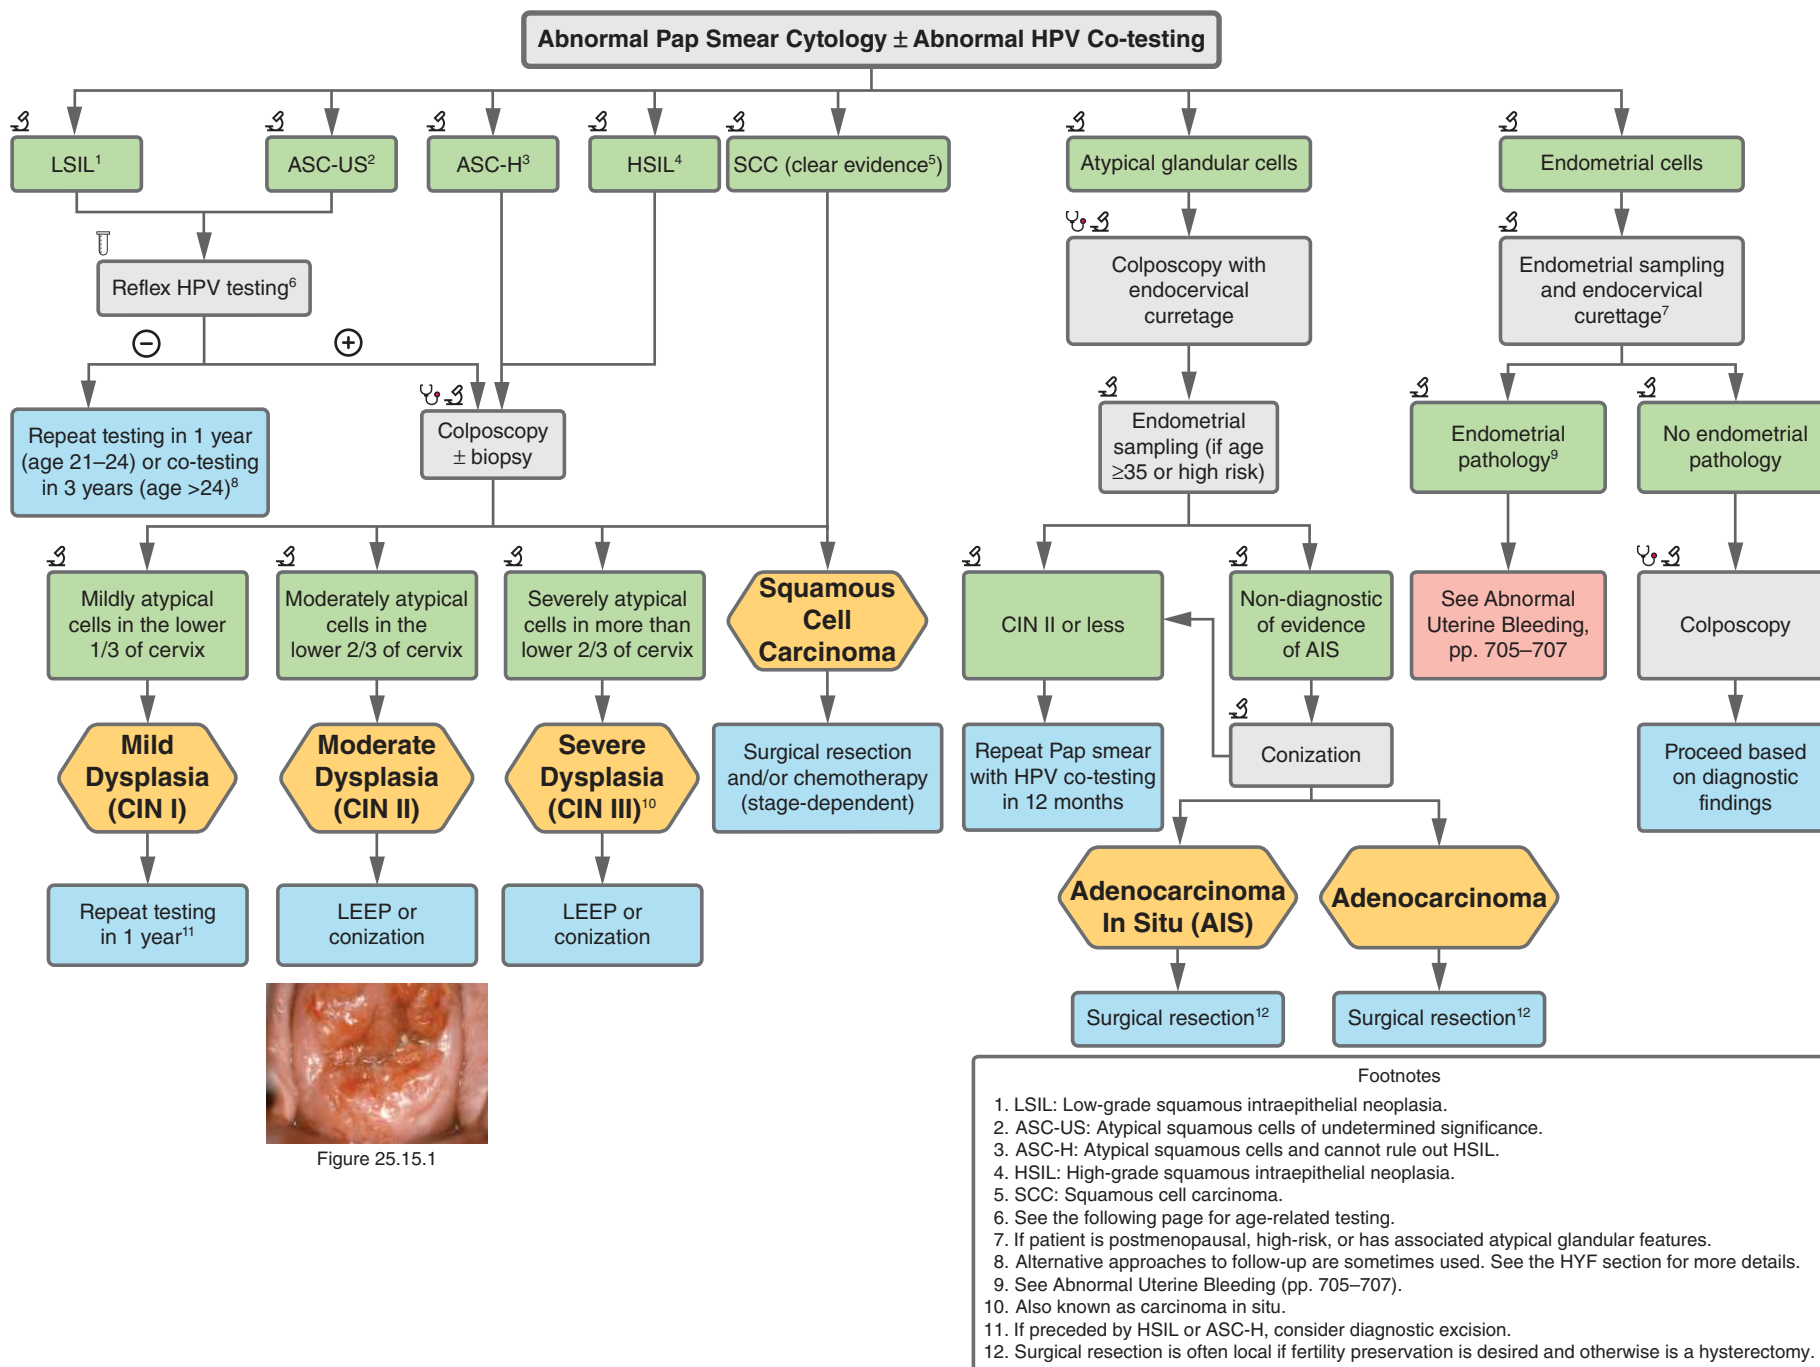 Abnormal Pap Smear Cytology ± Abnormal HPV Co-testing
LSIL1
ASC-US2
ASC-H3
HSIL4
SCC (clear evidence5)
Atypical glandular cells
Endometrial cells
Reflex HPV testing6
Colposcopy with
endocervical
curretage
Endometrial sampling
and endocervical
curettage7
−
+
Repeat testing in 1 year
(age 21–24) or co-testing
in 3 years (age >24)8
Colposcopy
± biopsy
Endometrial
sampling (if age
≥35 or high risk)
Endometrial
pathology9
No endometrial
pathology
Mildly atypical
cells in the lower
1/3 of cervix
Moderately atypical
cells in the
lower 2/3 of cervix
Severely atypical
cells in more than
lower 2/3 of cervix
Squamous
Cell
Carcinoma
CIN II or less
Non-diagnostic
of evidence
of AIS
See Abnormal
Uterine Bleeding,
pp. 705–707
Colposcopy
Mild
Dysplasia
(CIN I)
Moderate
Dysplasia
(CIN II)
Severe
Dysplasia
(CIN III)10
Surgical resection
and/or chemotherapy
(stage-dependent)
Repeat Pap smear
with HPV co-testing
in 12 months
Conization
Proceed based
on diagnostic
findings
Repeat testing
in 1 year11
LEEP or
conization
LEEP or
conization
Adenocarcinoma
In Situ (AIS)
Adenocarcinoma
Surgical resection12
Surgical resection12
Figure 25.15.1
Footnotes
1. LSIL: Low-grade squamous intraepithelial neoplasia.
2. ASC-US: Atypical squamous cells of undetermined significance.
3. ASC-H: Atypical squamous cells and cannot rule out HSIL.
4. HSIL: High-grade squamous intraepithelial neoplasia.
5. SCC: Squamous cell carcinoma.
6. See the following page for age-related testing.
7. If patient is postmenopausal, high-risk, or has associated atypical glandular features.
8. Alternative approaches to follow-up are sometimes used. See the HYF section for more details.
9. See Abnormal Uterine Bleeding (pp. 705–707).
10. Also known as carcinoma in situ.
11. If preceded by HSIL or ASC-H, consider diagnostic excision.
12. Surgical resection is often local if fertility preservation is desired and otherwise is a hysterectomy.